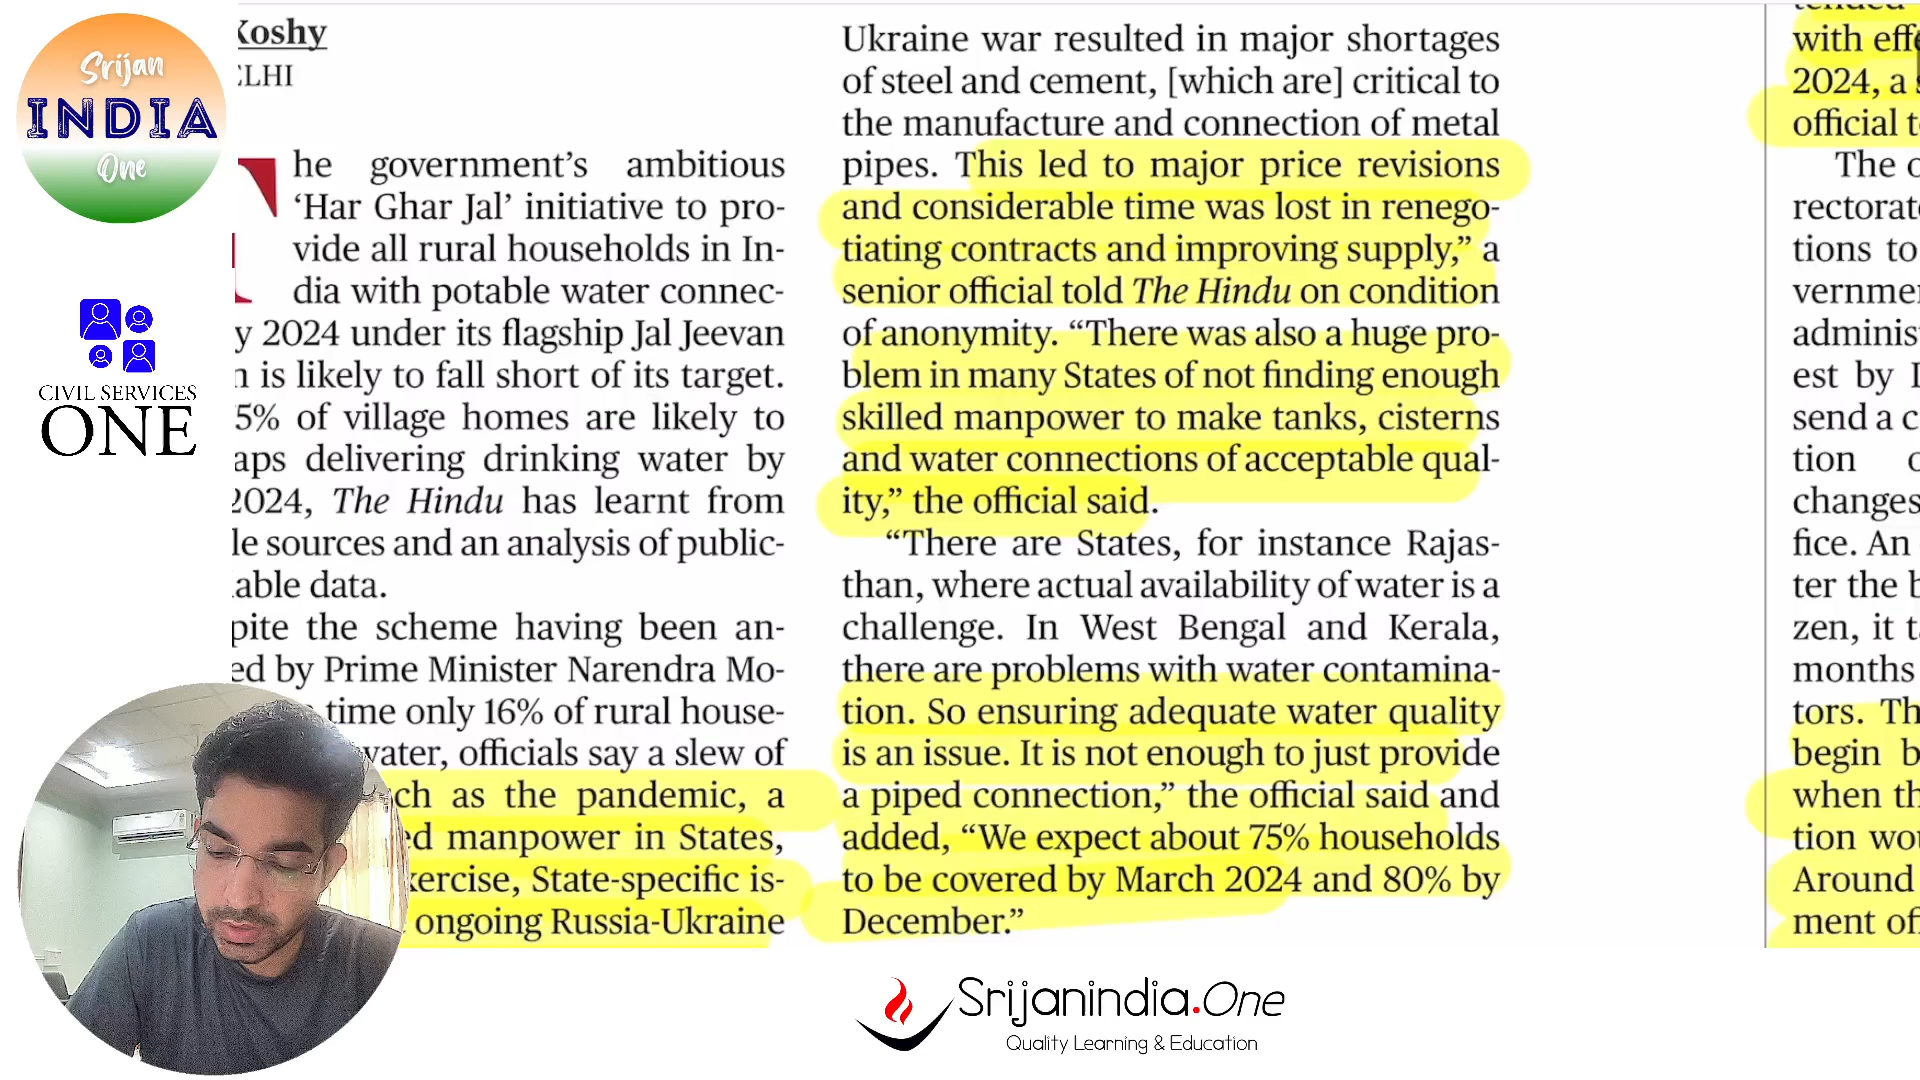 Srijan
INDIA
One
CIVIL SERVICES
ONE
Koshy
ELHI
he government’s ambitious
‘Har Ghar Jal’ initiative to pro-
vide all rural households in In-
dia with potable water connec-
y 2024 under its flagship Jal Jeevan
n is likely to fall short of its target.
5% of village homes are likely to
aps delivering drinking water by
2024, The Hindu has learnt from
le sources and an analysis of public-
able data.
pite the scheme having been an-
ed by Prime Minister Narendra Mo-
time only 16% of rural house-
water, officials say a slew of
ch as the pandemic, a
ed manpower in States,
xercise, State-specific is-
ongoing Russia-Ukraine
Ukraine war resulted in major shortages
of steel and cement, [which are] critical to
the manufacture and connection of metal
pipes. This led to major price revisions
and considerable time was lost in renego-
tiating contracts and improving supply,” a
senior official told The Hindu on condition
of anonymity. “There was also a huge pro-
blem in many States of not finding enough
skilled manpower to make tanks, cisterns
and water connections of acceptable qual-
ity,” the official said.
“There are States, for instance Rajas-
than, where actual availability of water is a
challenge. In West Bengal and Kerala,
there are problems with water contamina-
tion. So ensuring adequate water quality
is an issue. It is not enough to just provide
a piped connection,” the official said and
added, “We expect about 75% households
to be covered by March 2024 and 80% by
December.”
tended
with effe
2024, a s
official t
The o
rectorat
tions to
vernme
adminis
est by I
send a c
tion o
changes
fice. An
ter the b
zen, it ta
months
tors. Th
begin b
when th
tion wo
Around
ment of
Srijanindia.One
Quality Learning & Education